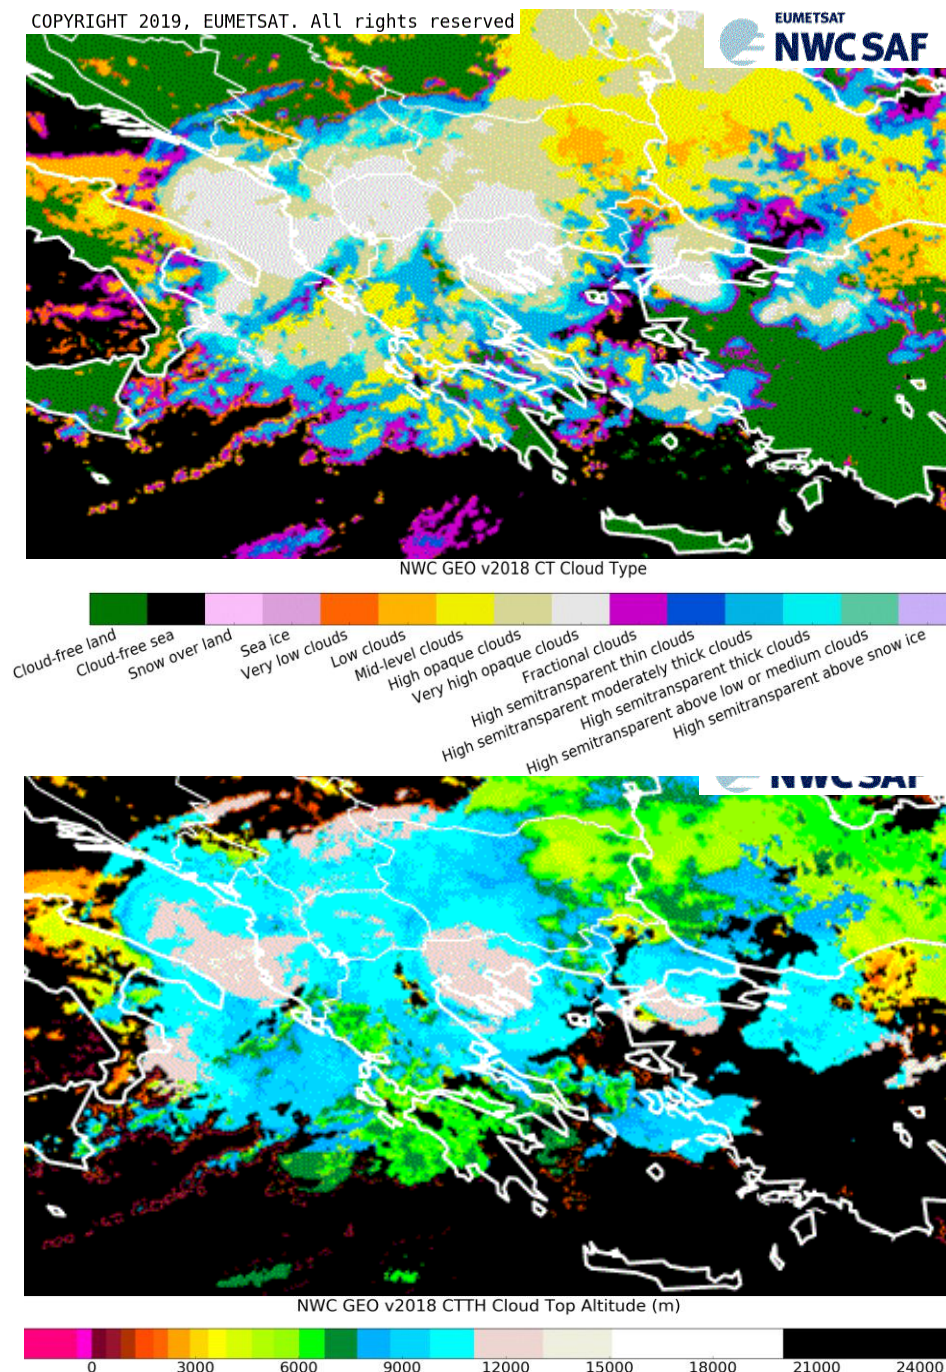 COPYRIGHT 2019, EUMETSAT. All rights reserved
EUMETSAT
NWC SAF
NWC GEO v2018 CT Cloud Type
Cloud-free land
Cloud-free sea
Snow over land
Sea ice
Very low clouds
Low clouds
Mid-level clouds
High opaque clouds
Very high opaque clouds
Fractional clouds
High semitransparent thin clouds
High semitransparent moderately thick clouds
High semitransparent thick clouds
High semitransparent above low or medium clouds
High semitransparent above snow ice
NWC SAF
NWC GEO v2018 CTTH Cloud Top Altitude (m)
0 3000 6000 9000 12000 15000 18000 21000 24000